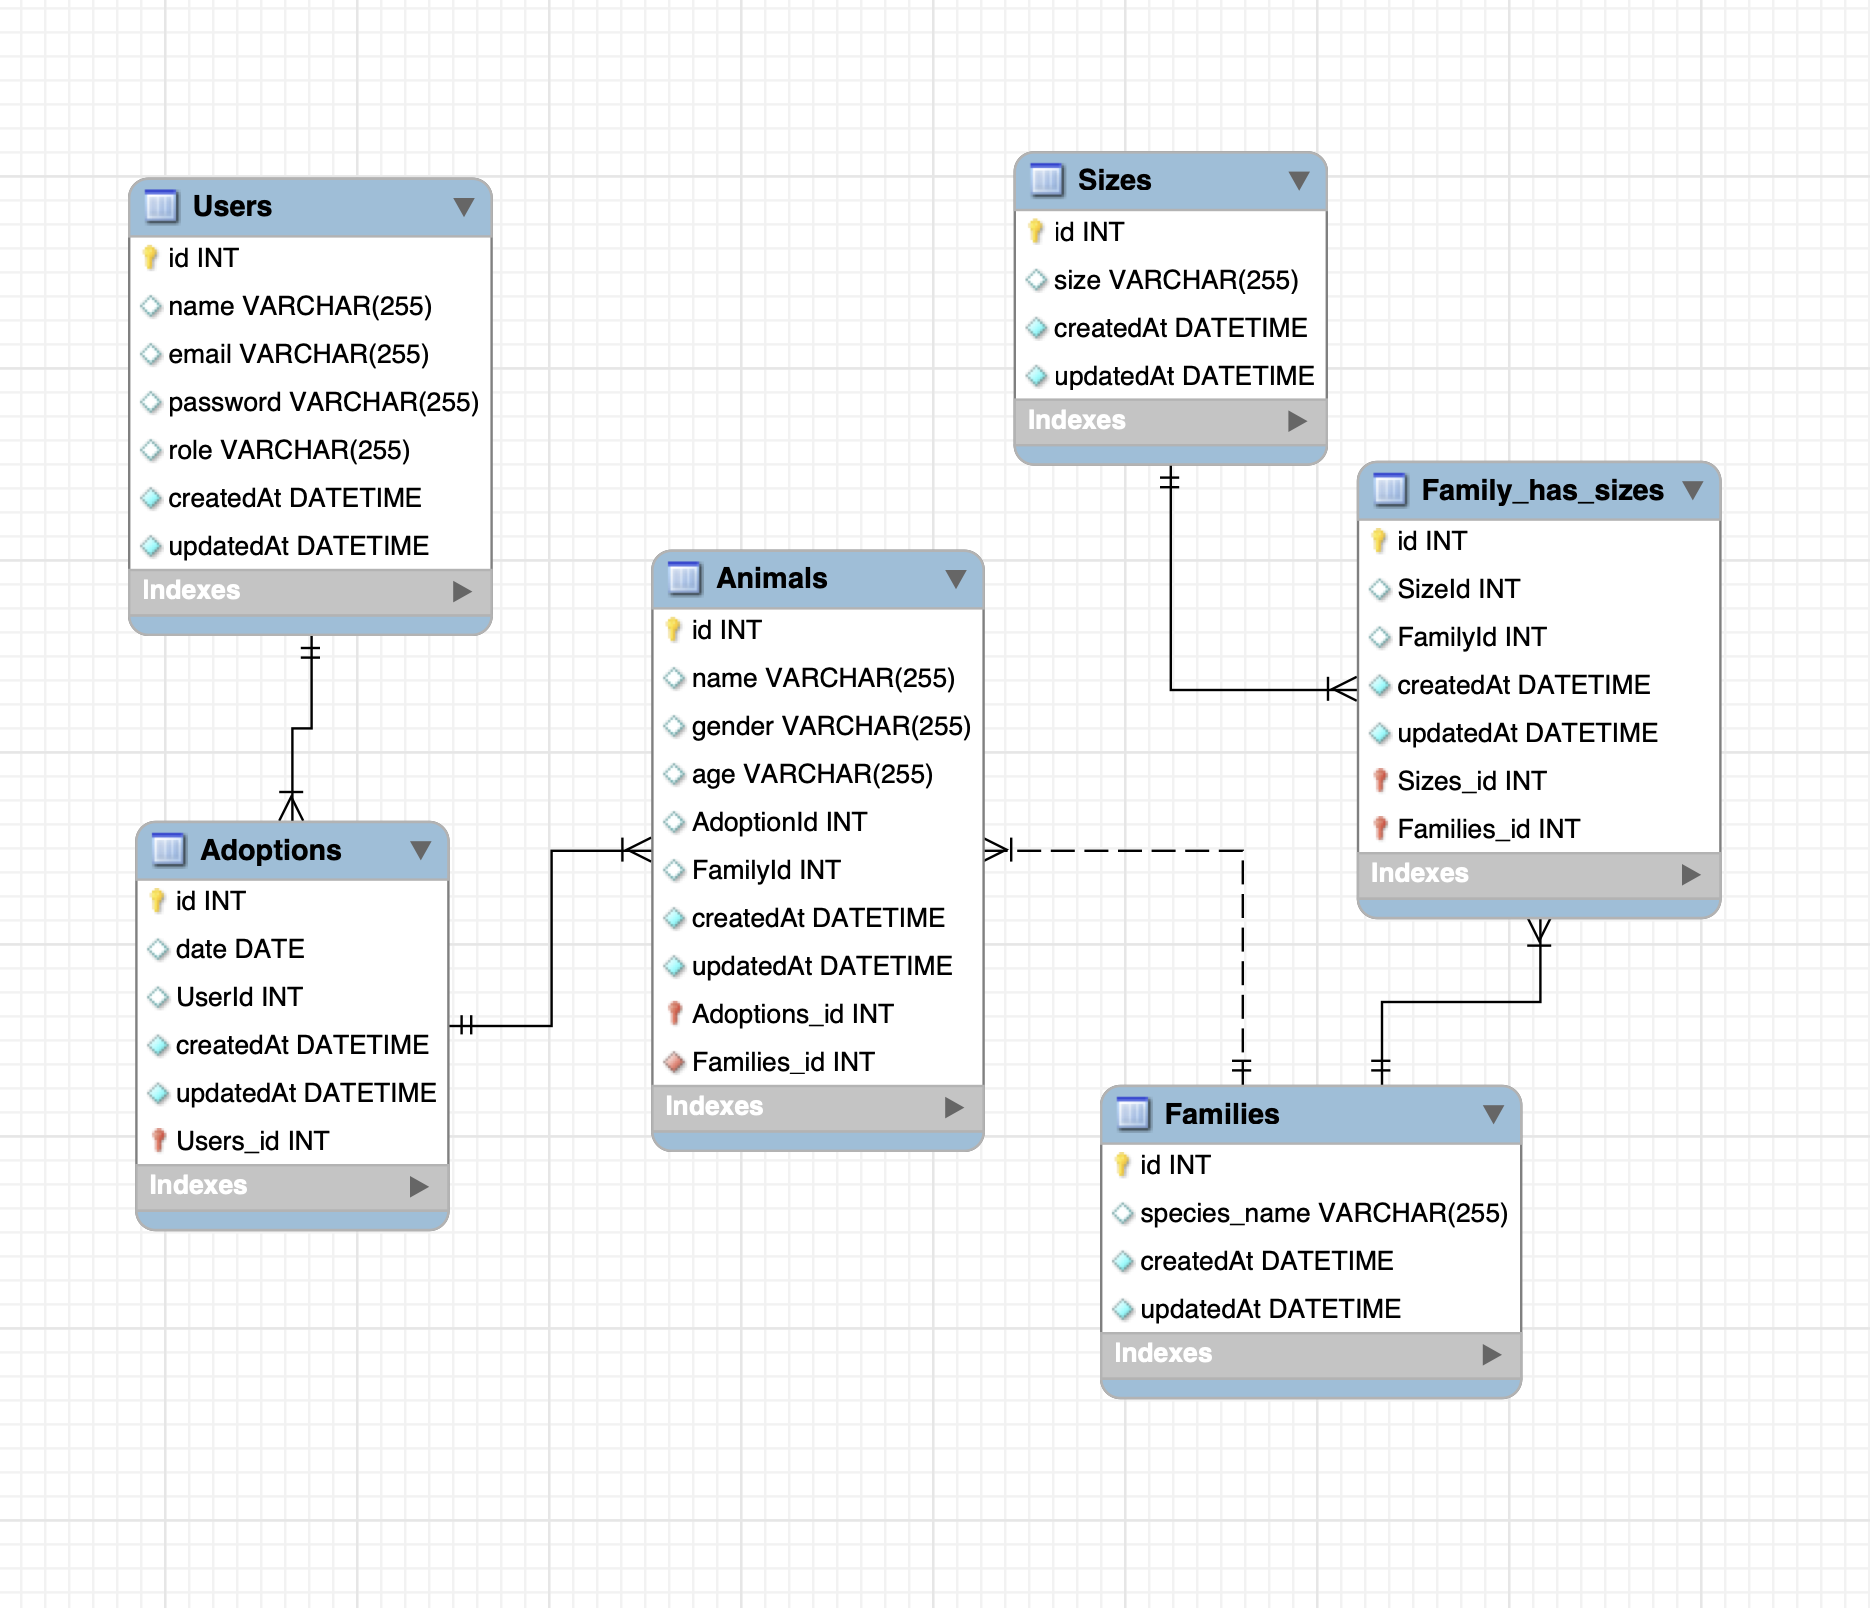 Users
id INT
name VARCHAR(255)
email VARCHAR(255)
password VARCHAR(255)
role VARCHAR(255)
createdAt DATETIME
updatedAt DATETIME
Indexes
Adoptions
id INT
date DATE
UserId INT
createdAt DATETIME
updatedAt DATETIME
Users_id INT
Indexes
Animals
id INT
name VARCHAR(255)
gender VARCHAR(255)
age VARCHAR(255)
AdoptionId INT
FamilyId INT
createdAt DATETIME
updatedAt DATETIME
Adoptions_id INT
Families_id INT
Indexes
Sizes
id INT
size VARCHAR(255)
createdAt DATETIME
updatedAt DATETIME
Indexes
Family_has_sizes
id INT
SizeId INT
FamilyId INT
createdAt DATETIME
updatedAt DATETIME
Sizes_id INT
Families_id INT
Indexes
Families
id INT
species_name VARCHAR(255)
createdAt DATETIME
updatedAt DATETIME
Indexes